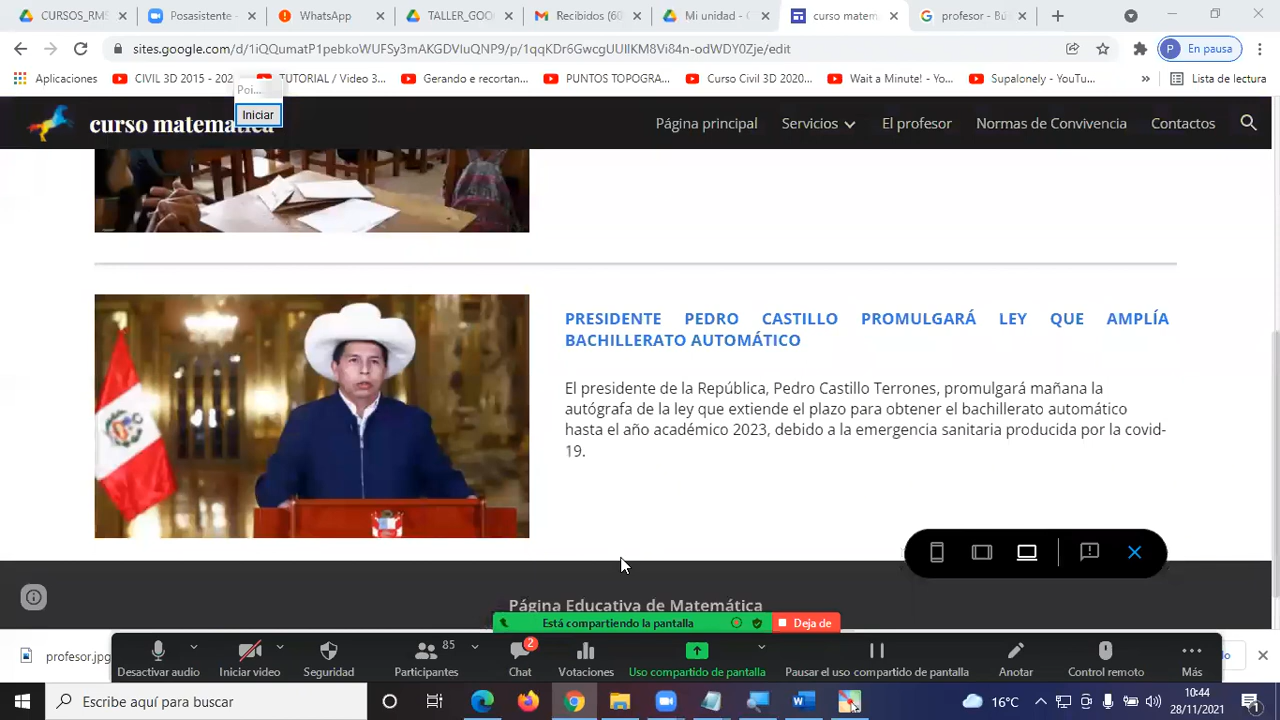 CURSOS_RME
Posasistente -
WhatsApp
TALLER_GOO
Recibidos (60
Mi unidad - G
curso matem
profesor - Bú
sites.google.com/d/1iQQumatP1pebkoWUFSy3mAKGDVIuQNP9/p/1qqKDr6GwcgUUIlKM8Vi84n-odWDY0Zje/edit
P En pausa
Aplicaciones
CIVIL 3D 2015 - 202
TUTORIAL / Video 3...
Gerando e recortan...
PUNTOS TOPOGRA...
Curso Civil 3D 2020...
Wait a Minute! - Yo...
Supalonely - YouTu...
»
Lista de lectura
Poi...
Iniciar
curso matematica
Página principal
Servicios
El profesor
Normas de Convivencia
Contactos
PRESIDENTE PEDRO CASTILLO PROMULGARÁ LEY QUE AMPLÍA
BACHILLERATO AUTOMÁTICO
El presidente de la República, Pedro Castillo Terrones, promulgará mañana la
autógrafa de la ley que extiende el plazo para obtener el bachillerato automático
hasta el año académico 2023, debido a la emergencia sanitaria producida por la covid-
19.
Página Educativa de Matemática
Está compartiendo la pantalla
Deja de
profesor.jpg
Desactivar audio
Iniciar video
Seguridad
85
Participantes
2
Chat
Votaciones
Uso compartido de pantalla
Pausar el uso compartido de pantalla
Anotar
Control remoto
Más
Escribe aquí para buscar
16°C
10:44
28/11/2021
1